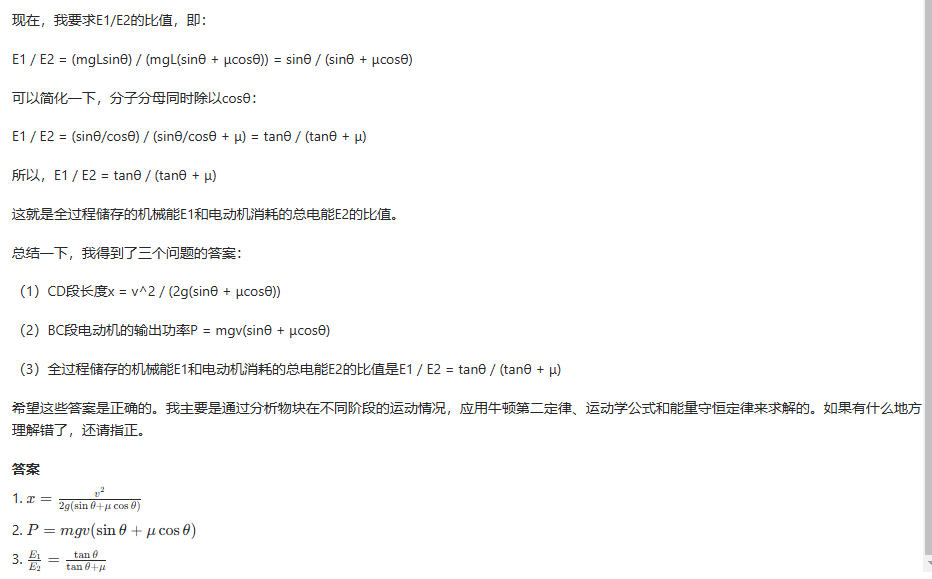 现在，我要求E1/E2的比值，即：
E1 / E2 = (mgLsinθ) / (mgL(sinθ + μcosθ)) = sinθ / (sinθ + μcosθ)
可以简化一下，分子分母同时除以cosθ：
E1 / E2 = (sinθ/cosθ) / (sinθ/cosθ + μ) = tanθ / (tanθ + μ)
所以，E1 / E2 = tanθ / (tanθ + μ)
这就是全过程储存的机械能E1和电动机消耗的总电能E2的比值。
总结一下，我得到了三个问题的答案：
（1）CD段长度x = v^2 / (2g(sinθ + μcosθ))
（2）BC段电动机的输出功率P = mgv(sinθ + μcosθ)
（3）全过程储存的机械能E1和电动机消耗的总电能E2的比值是E1 / E2 = tanθ / (tanθ + μ)
希望这些答案是正确的。我主要是通过分析物块在不同阶段的运动情况，应用牛顿第二定律、运动学公式和能量守恒定律来求解的。如果有什么地方
理解错了，还请指正。
答案
1. $x = \frac{v^2}{2g(\sin\theta + \mu\cos\theta)}$
2. $P = mgv(\sin\theta + \mu\cos\theta)$
3. $\frac{E_1}{E_2} = \frac{\tan\theta}{\tan\theta + \mu}$